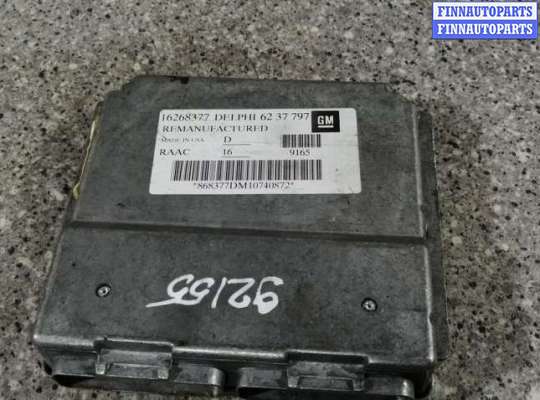 FINNAUTOPARTS
FINNAUTOPARTS
16268377 DELPHI 62 37 797
REMANUFACTURED
MADE IN USA D
GM
RAAC 16 9165
*868377DM10740872*
92155